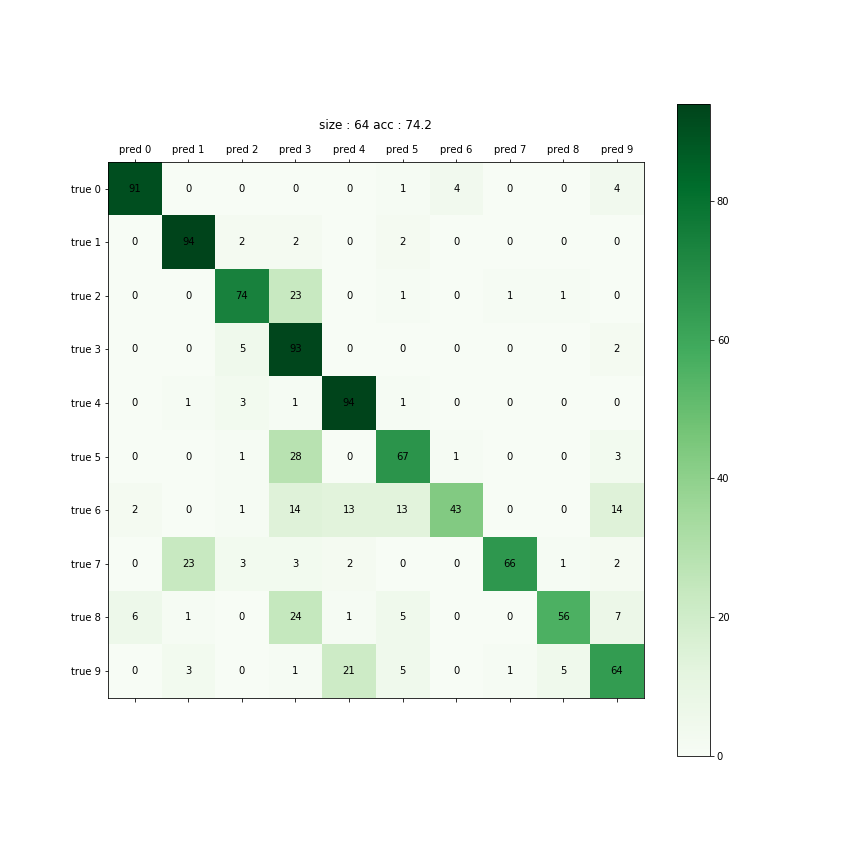 size : 64 acc : 74.2
pred 0 pred 1 pred 2 pred 3 pred 4 pred 5 pred 6 pred 7 pred 8 pred 9
true 0 91 0 0 0 0 1 4 0 0 4
true 1 0 94 2 2 0 2 0 0 0 0
true 2 0 0 74 23 0 1 0 1 1 0
true 3 0 0 5 93 0 0 0 0 0 2
true 4 0 1 3 1 94 1 0 0 0 0
true 5 0 0 1 28 0 67 1 0 0 3
true 6 2 0 1 14 13 13 43 0 0 14
true 7 0 23 3 3 2 0 0 66 1 2
true 8 6 1 0 24 1 5 0 0 56 7
true 9 0 3 0 1 21 5 0 1 5 64
80
60
40
20
0